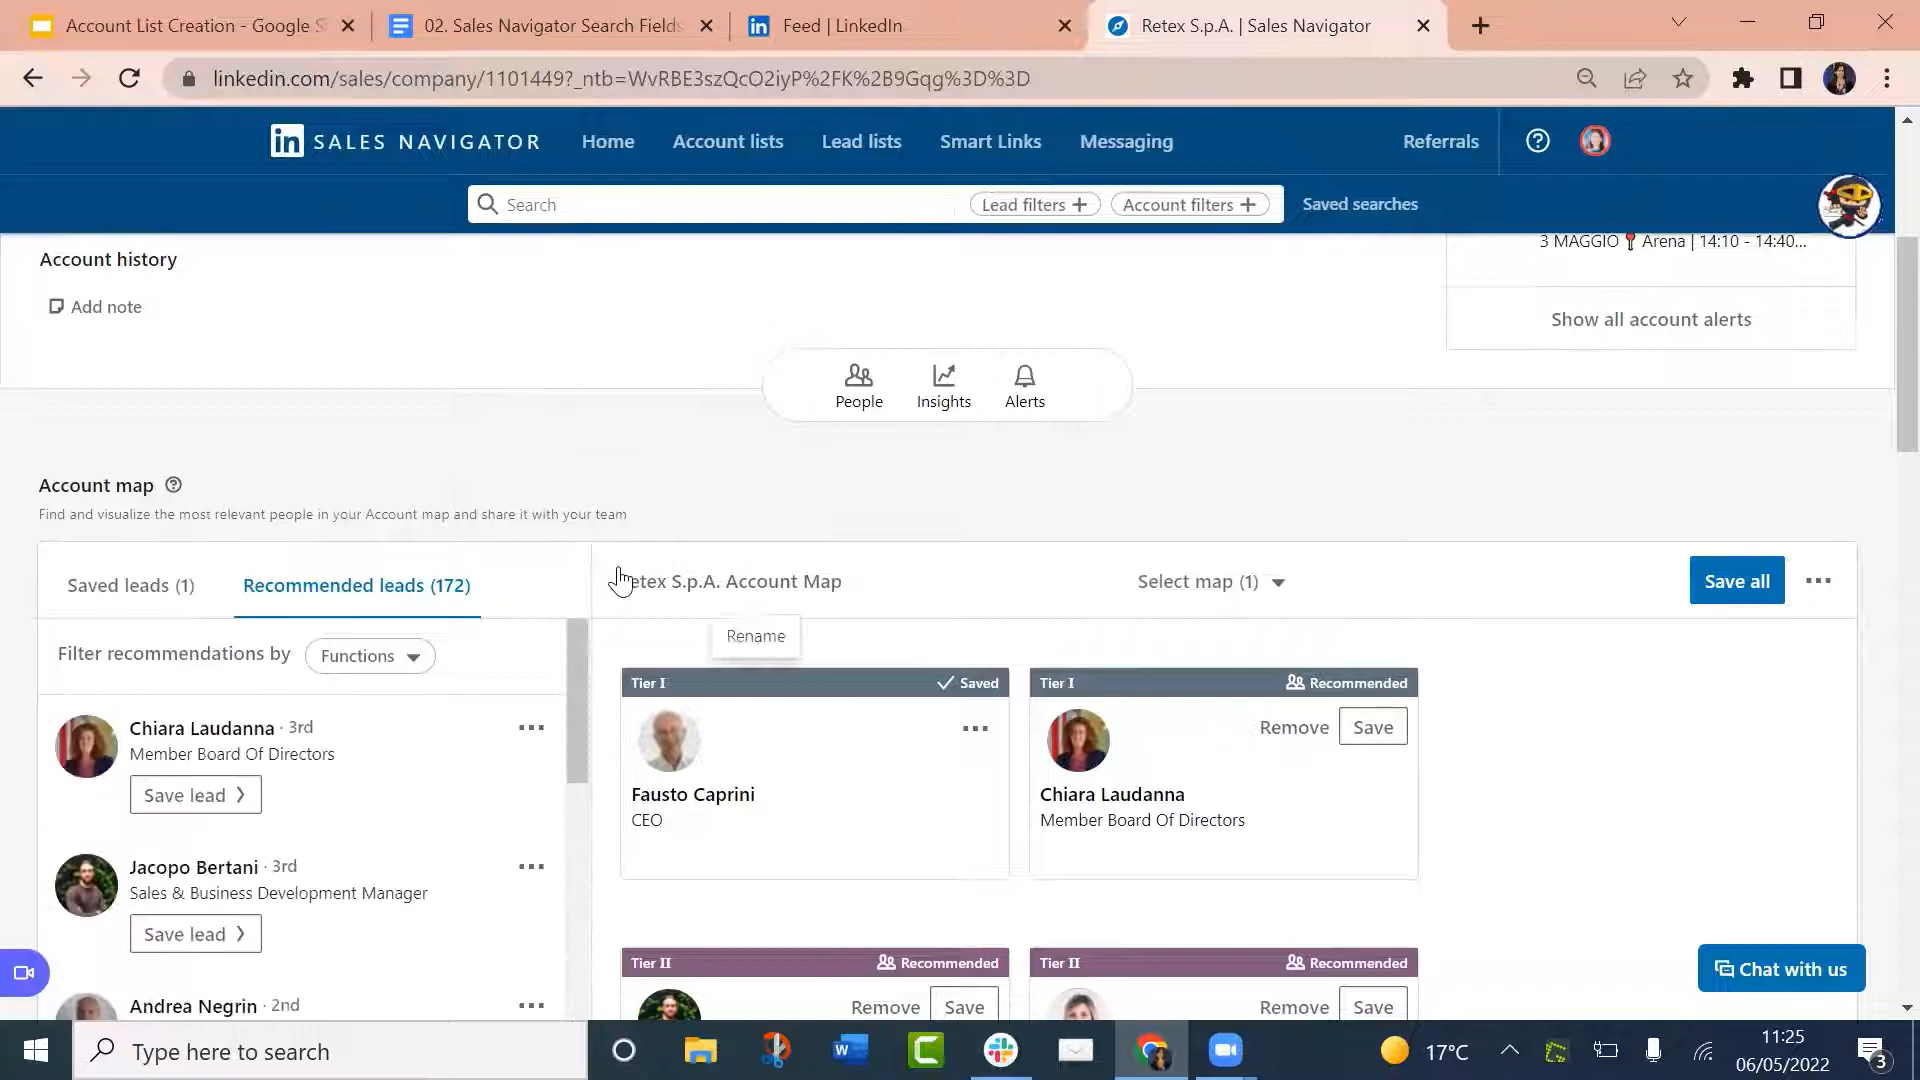 Account List Creation - Google S
02. Sales Navigator Search Fields
Feed | LinkedIn
Retex S.p.A. | Sales Navigator
linkedin.com/sales/company/1101449?_ntb=WvRBE3szQcO2iyP%2FK%2B9Gqg%3D%3D
in SALES NAVIGATOR
Home
Account lists
Lead lists
Smart Links
Messaging
Referrals
Search
Lead filters +
Account filters +
Saved searches
3 MAGGIO 📍 Arena | 14:10 - 14:40...
Account history
Add note
Show all account alerts
People
Insights
Alerts
Account map
Find and visualize the most relevant people in your Account map and share it with your team
Saved leads (1)
Recommended leads (172)
etex S.p.A. Account Map
Select map (1)
Save all
Rename
Filter recommendations by
Functions
Tier I
Saved
Tier I
Recommended
Chiara Laudanna · 3rd
Member Board Of Directors
Save lead
Remove
Save
Fausto Caprini
CEO
Chiara Laudanna
Member Board Of Directors
Jacopo Bertani · 3rd
Sales & Business Development Manager
Save lead
Tier II
Recommended
Tier II
Recommended
Chat with us
Andrea Negrin · 2nd
Remove
Save
Remove
Save
Type here to search
17°C
11:25
06/05/2022
3